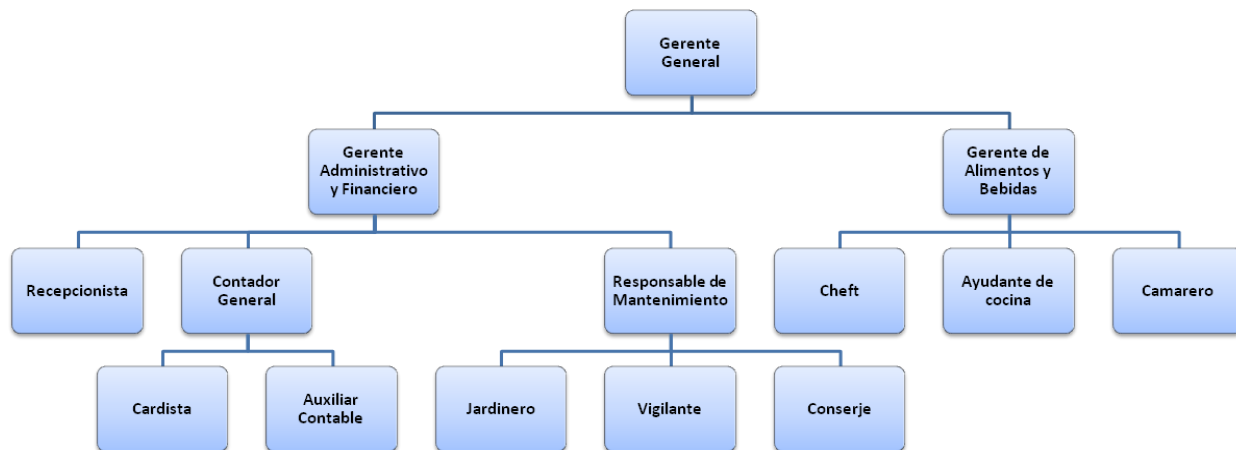 Gerente
General
Gerente
Administrativo
y Financiero
Gerente de
Alimentos y
Bebidas
Recepcionista
Contador
General
Responsable de
Mantenimiento
Cheft
Ayudante de
cocina
Camarero
Cardista
Auxiliar
Contable
Jardinero
Vigilante
Conserje